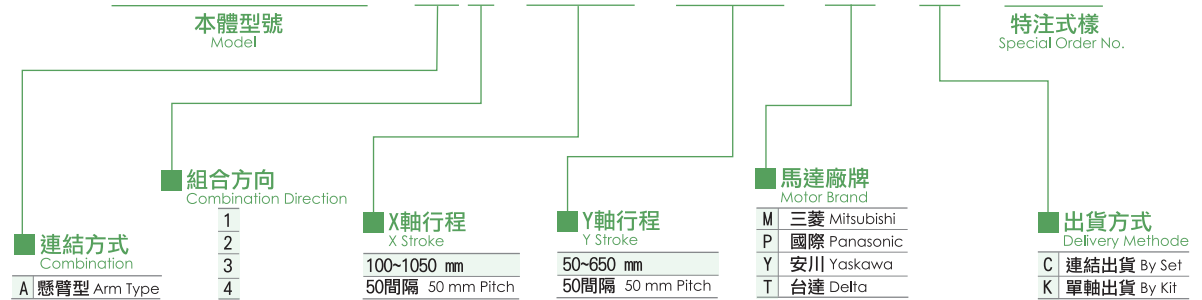 本體型號
Model
特注式樣
Special Order No.
連結方式
Combination
A 懸臂型 Arm Type
組合方向
Combination Direction
1
2
3
4
X軸行程
X Stroke
100~1050 mm
50間隔 50 mm Pitch
Y軸行程
Y Stroke
50~650 mm
50間隔 50 mm Pitch
馬達廠牌
Motor Brand
M 三菱 Mitsubishi
P 國際 Panasonic
Y 安川 Yaskawa
T 台達 Delta
出貨方式
Delivery Methode
C 連結出貨 By Set
K 單軸出貨 By Kit